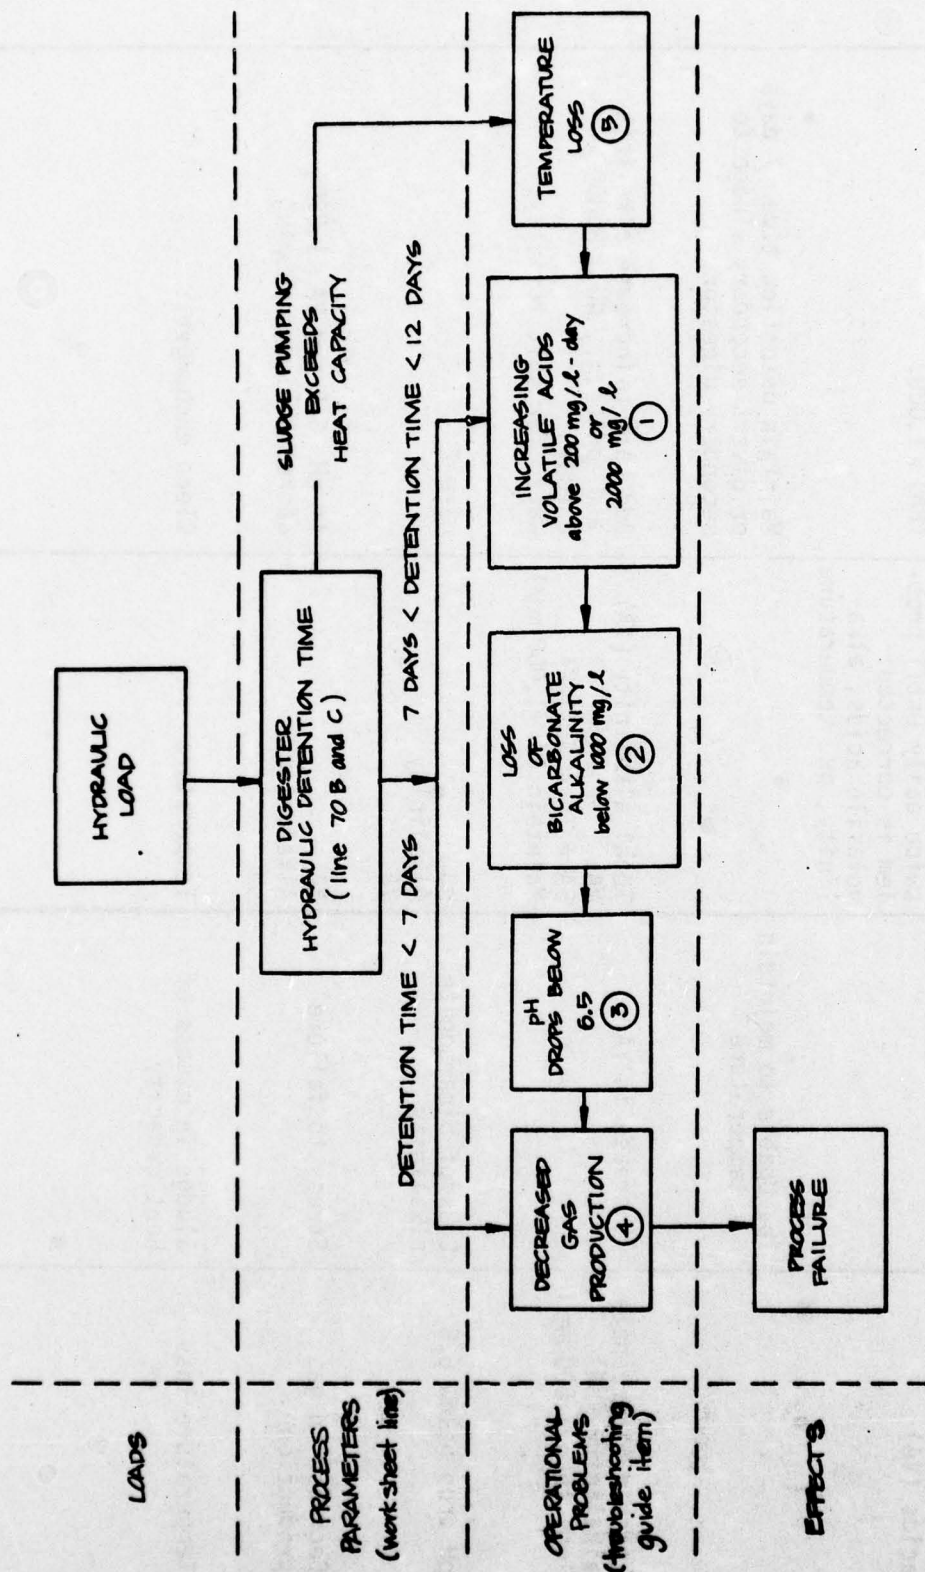 LOADS
HYDRAULIC
LOAD
PROCESS
PARAMETERS
(worksheet line)
DIGESTER
HYDRAULIC DETENTION TIME
(line 70 B and C)
SLUDGE PUMPING
EXCEEDS
HEAT CAPACITY
DETENTION TIME < 7 DAYS
7 DAYS < DETENTION TIME < 12 DAYS
OPERATIONAL
PROBLEMS
(troubleshooting
guide item)
DECREASED
GAS
PRODUCTION
4
pH
DROPS BELOW
6.5
3
LOSS
OF
BICARBONATE
ALKALINITY
below 1000 mg/l
2
INCREASING
VOLATILE ACIDS
above 200 mg/l - day
or
2000 mg/l
1
TEMPERATURE
LOSS
5
EFFECTS
PROCESS
FAILURE